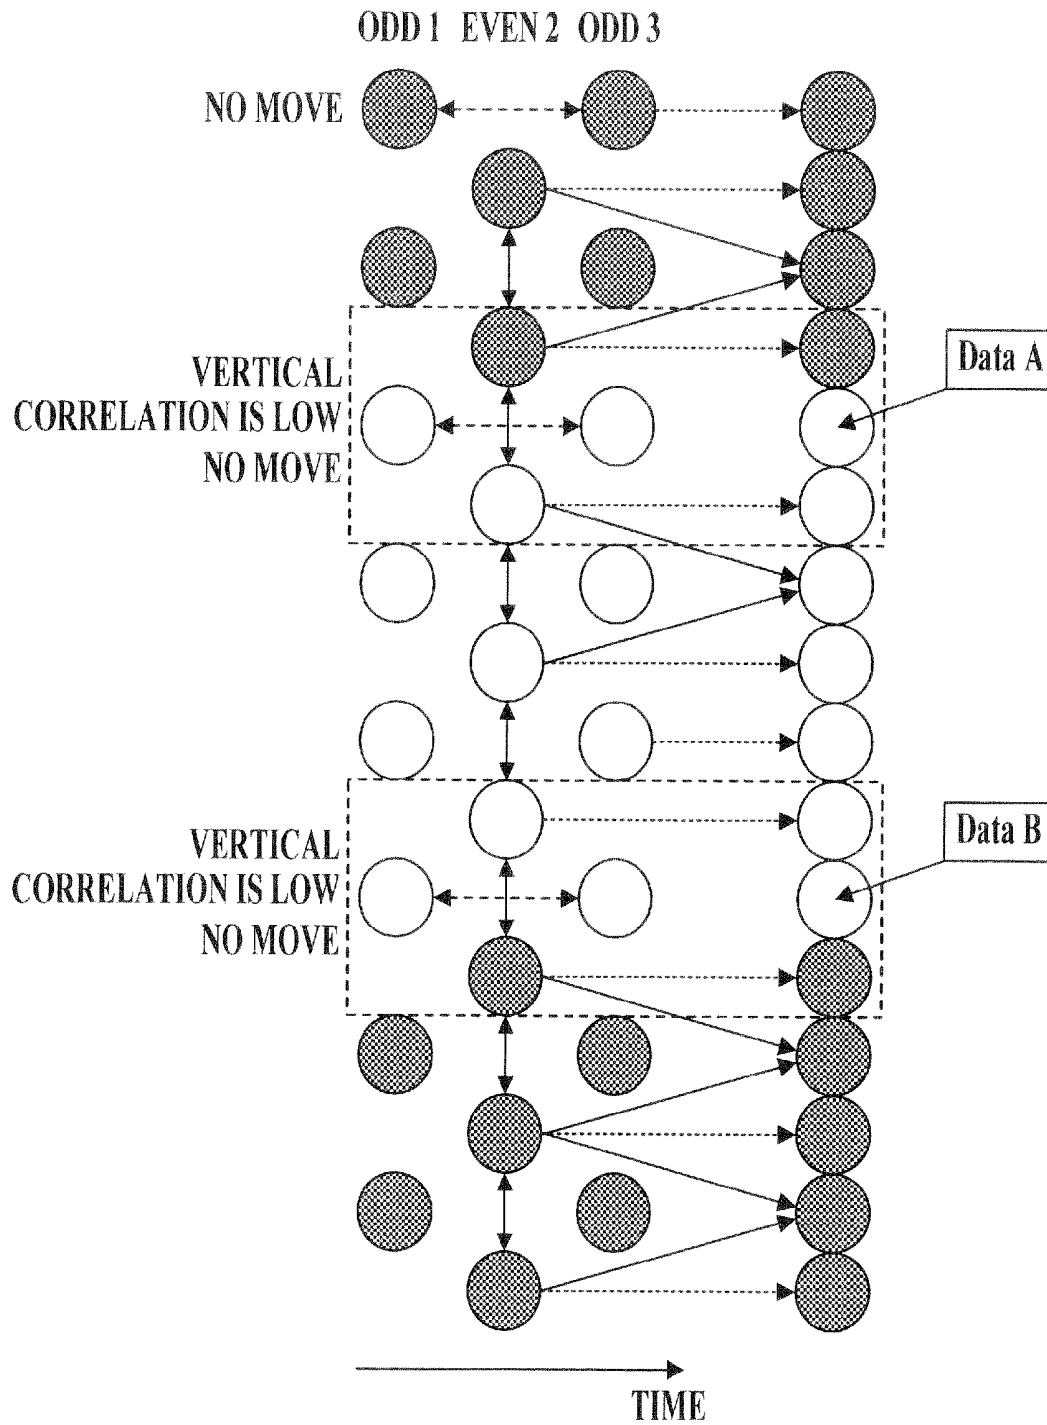 ODD 1 EVEN 2 ODD 3
NO MOVE
VERTICAL
CORRELATION IS LOW
NO MOVE
Data A
VERTICAL
CORRELATION IS LOW
NO MOVE
Data B
TIME